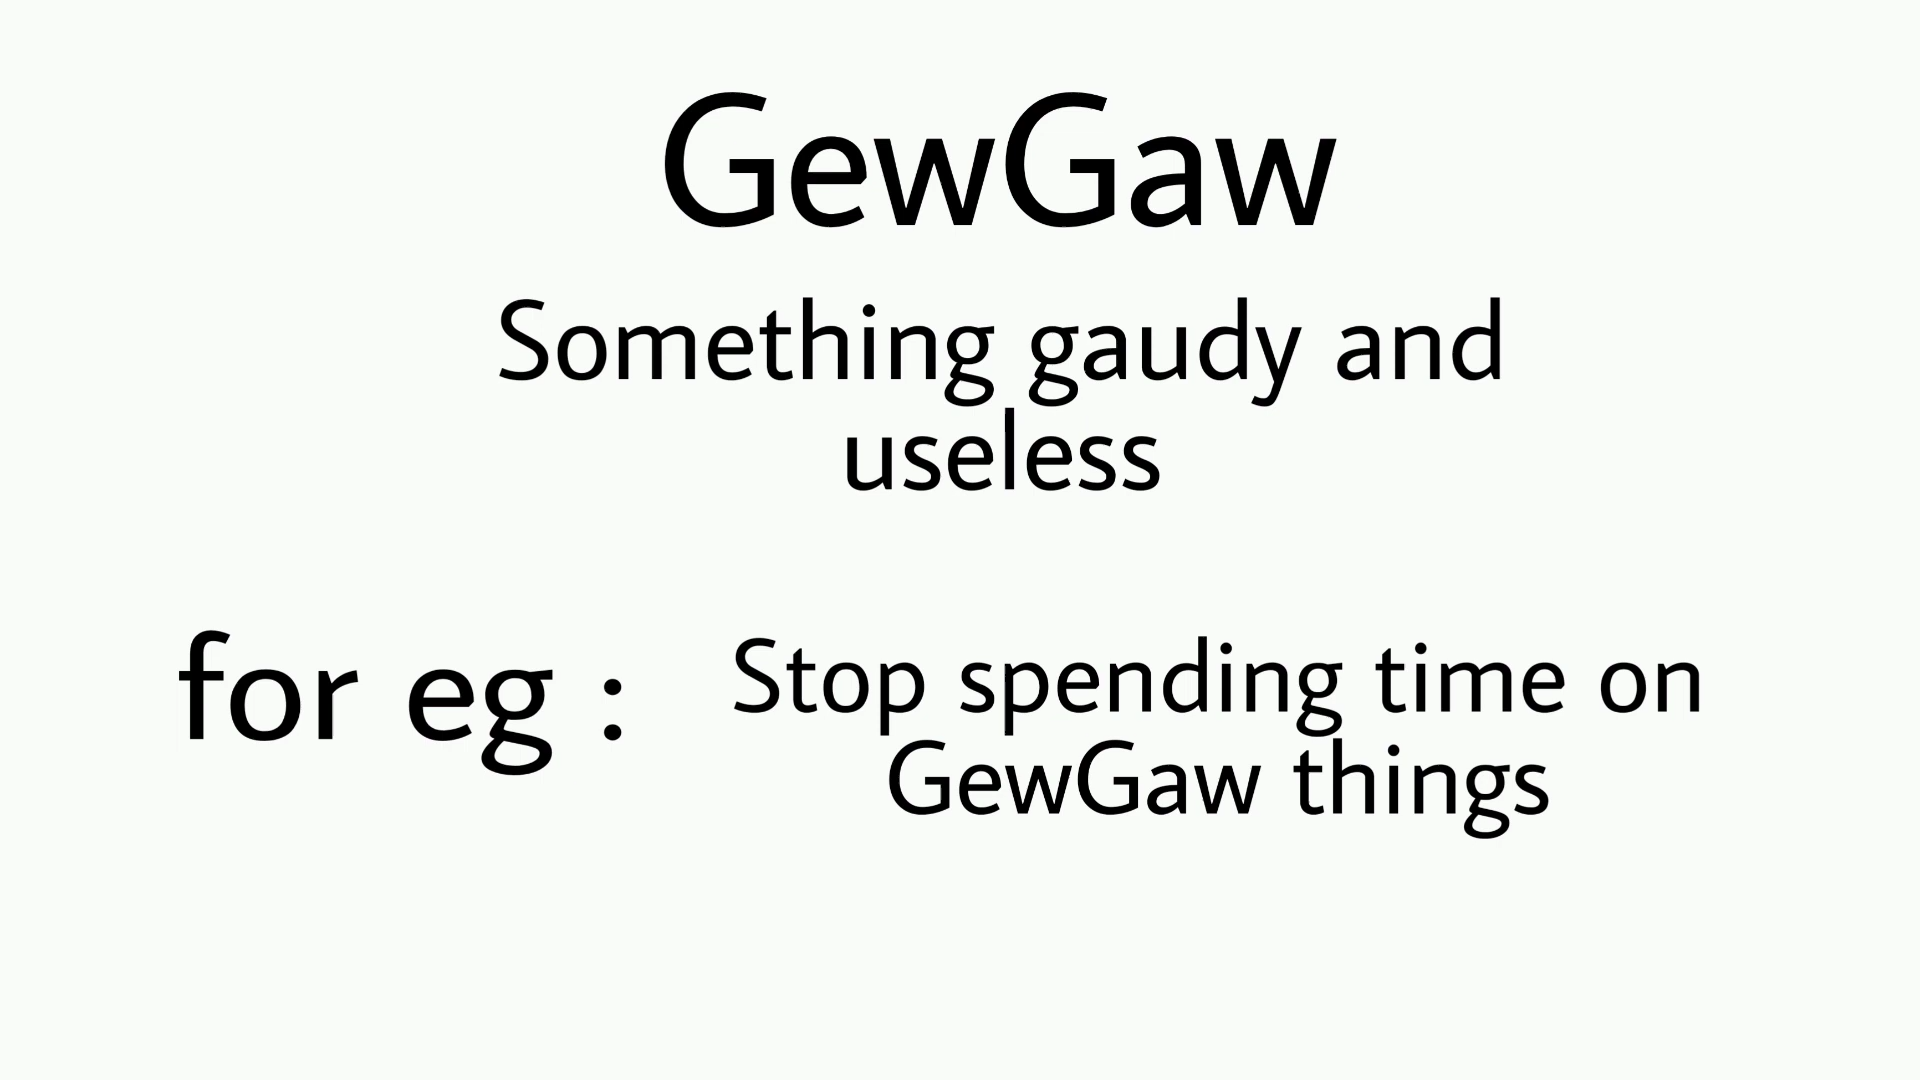 GewGaw
Something gaudy and
useless
for eg :
Stop spending time on
GewGaw things